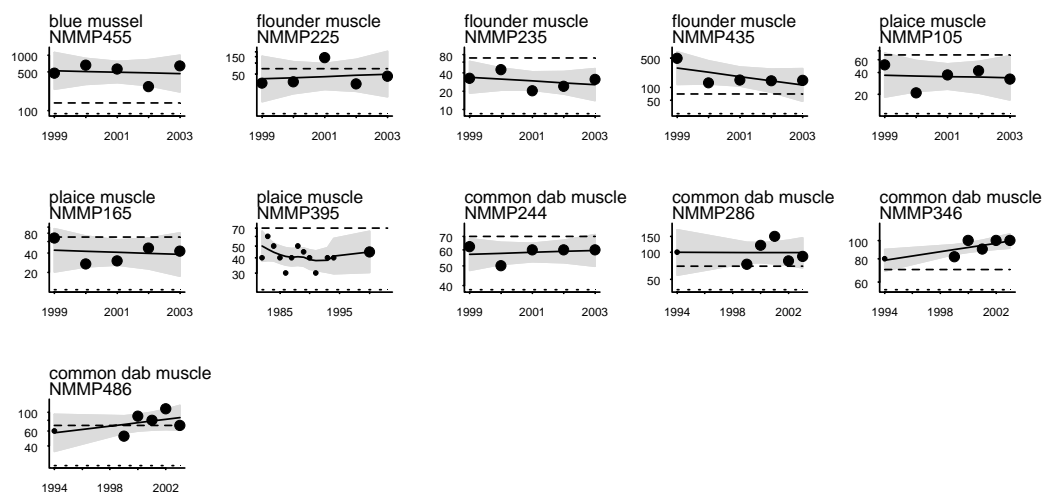 blue mussel
NMMP455
1000
500
100
1999 2001 2003
flounder muscle
NMMP225
150
50
1999 2001 2003
flounder muscle
NMMP235
80
40
20
10
1999 2001 2003
flounder muscle
NMMP435
500
100
50
1999 2001 2003
plaice muscle
NMMP105
60
40
20
1999 2001 2003
plaice muscle
NMMP165
80
40
20
1999 2001 2003
plaice muscle
NMMP395
70
50
40
30
1985 1995
common dab muscle
NMMP244
70
60
50
40
1999 2001 2003
common dab muscle
NMMP286
150
100
50
1994 1998 2002
common dab muscle
NMMP346
100
80
60
1994 1998 2002
common dab muscle
NMMP486
100
60
40
1994 1998 2002